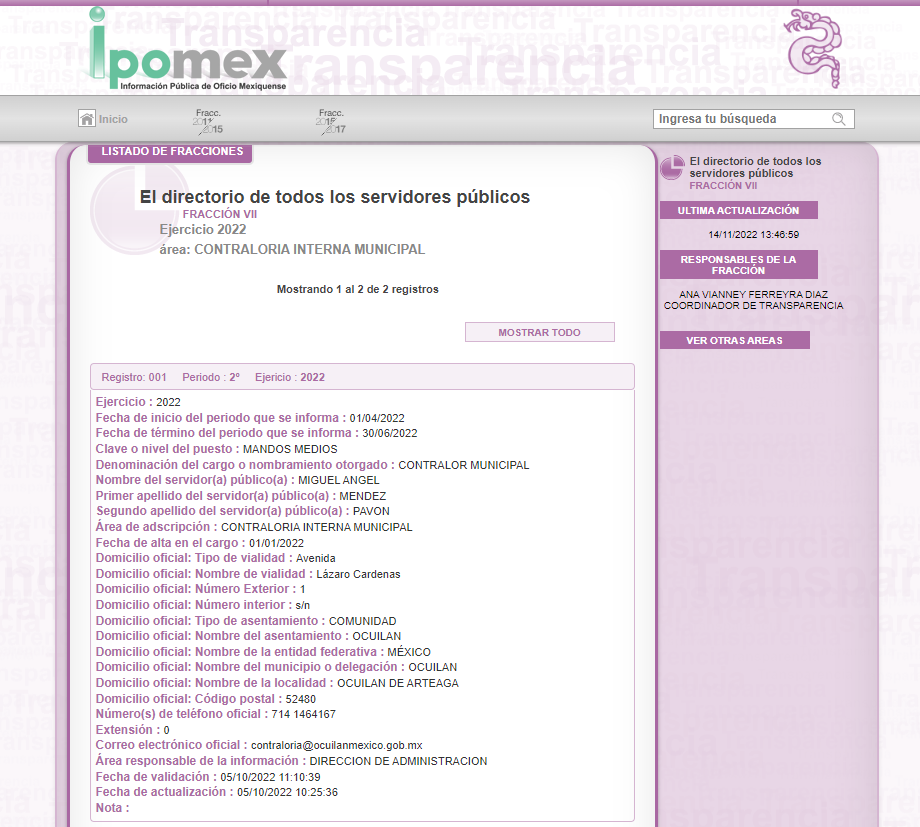 ipomex
Información Pública de Oficio Mexiquense
Inicio
Fracc.
2011
/2015
Fracc.
2015
/2017
Ingresa tu búsqueda
LISTADO DE FRACCIONES
El directorio de todos los servidores públicos
FRACCIÓN VII
Ejercicio 2022
área: CONTRALORIA INTERNA MUNICIPAL
Mostrando 1 al 2 de 2 registros
MOSTRAR TODO
Registro: 001 Periodo : 2º Ejericio : 2022
Ejercicio : 2022
Fecha de inicio del periodo que se informa : 01/04/2022
Fecha de término del periodo que se informa : 30/06/2022
Clave o nivel del puesto : MANDOS MEDIOS
Denominación del cargo o nombramiento otorgado : CONTRALOR MUNICIPAL
Nombre del servidor(a) público(a) : MIGUEL ANGEL
Primer apellido del servidor(a) público(a) : MENDEZ
Segundo apellido del servidor(a) público(a) : PAVON
Área de adscripción : CONTRALORIA INTERNA MUNICIPAL
Fecha de alta en el cargo : 01/01/2022
Domicilio oficial: Tipo de vialidad : Avenida
Domicilio oficial: Nombre de vialidad : Lázaro Cardenas
Domicilio oficial: Número Exterior : 1
Domicilio oficial: Número interior : s/n
Domicilio oficial: Tipo de asentamiento : COMUNIDAD
Domicilio oficial: Nombre del asentamiento : OCUILAN
Domicilio oficial: Nombre de la entidad federativa : MÉXICO
Domicilio oficial: Nombre del municipio o delegación : OCUILAN
Domicilio oficial: Nombre de la localidad : OCUILAN DE ARTEAGA
Domicilio oficial: Código postal : 52480
Número(s) de teléfono oficial : 714 1464167
Extensión : 0
Correo electrónico oficial : contraloria@ocuilanmexico.gob.mx
Área responsable de la información : DIRECCION DE ADMINISTRACION
Fecha de validación : 05/10/2022 11:10:39
Fecha de actualización : 05/10/2022 10:25:36
Nota :
El directorio de todos los
servidores públicos
FRACCIÓN VII
ULTIMA ACTUALIZACIÓN
14/11/2022 13:46:59
RESPONSABLES DE LA
FRACCIÓN
ANA VIANNEY FERREYRA DIAZ
COORDINADOR DE TRANSPARENCIA
VER OTRAS AREAS